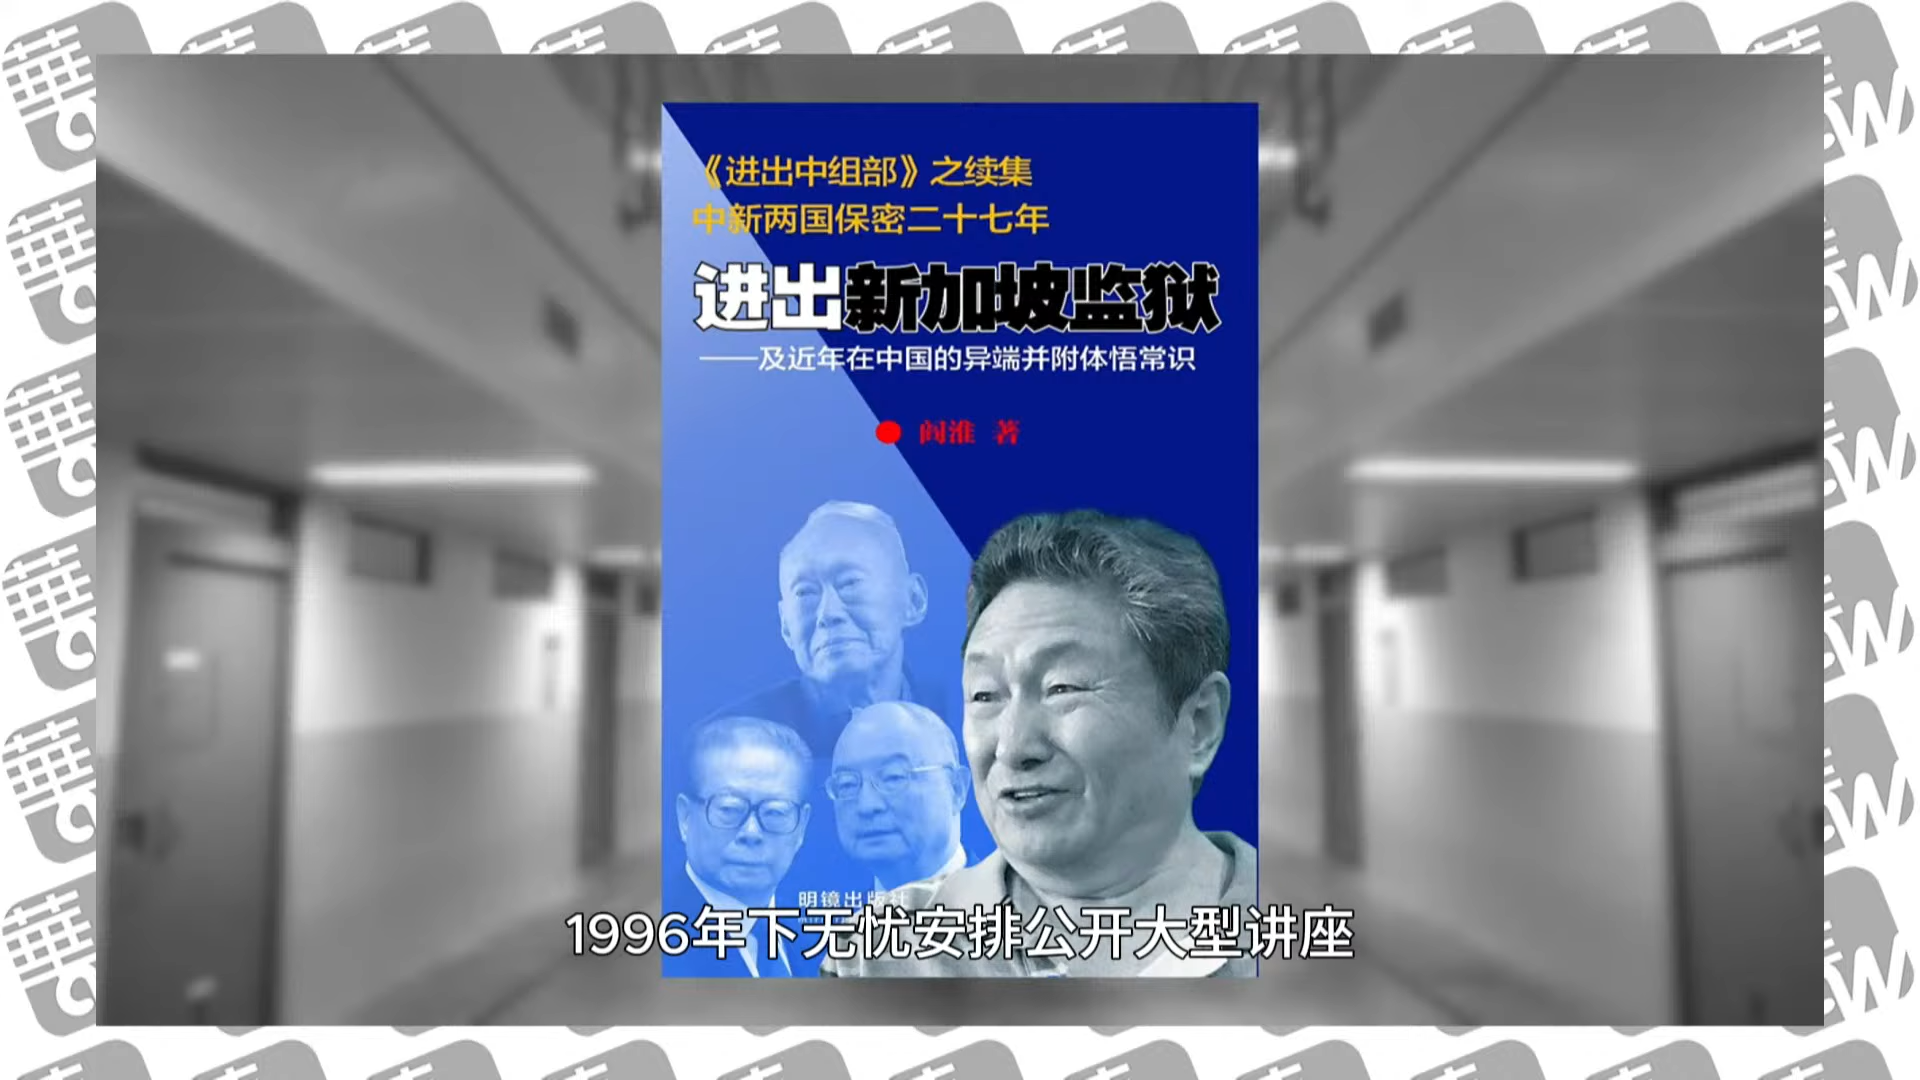 《进出中组部》之续集
中新两国保密二十七年
进出新加坡监狱
——及近年在中国的异端并附体悟常识
阎淮 著
明镜出版社
1996年下无忧安排公开大型讲座